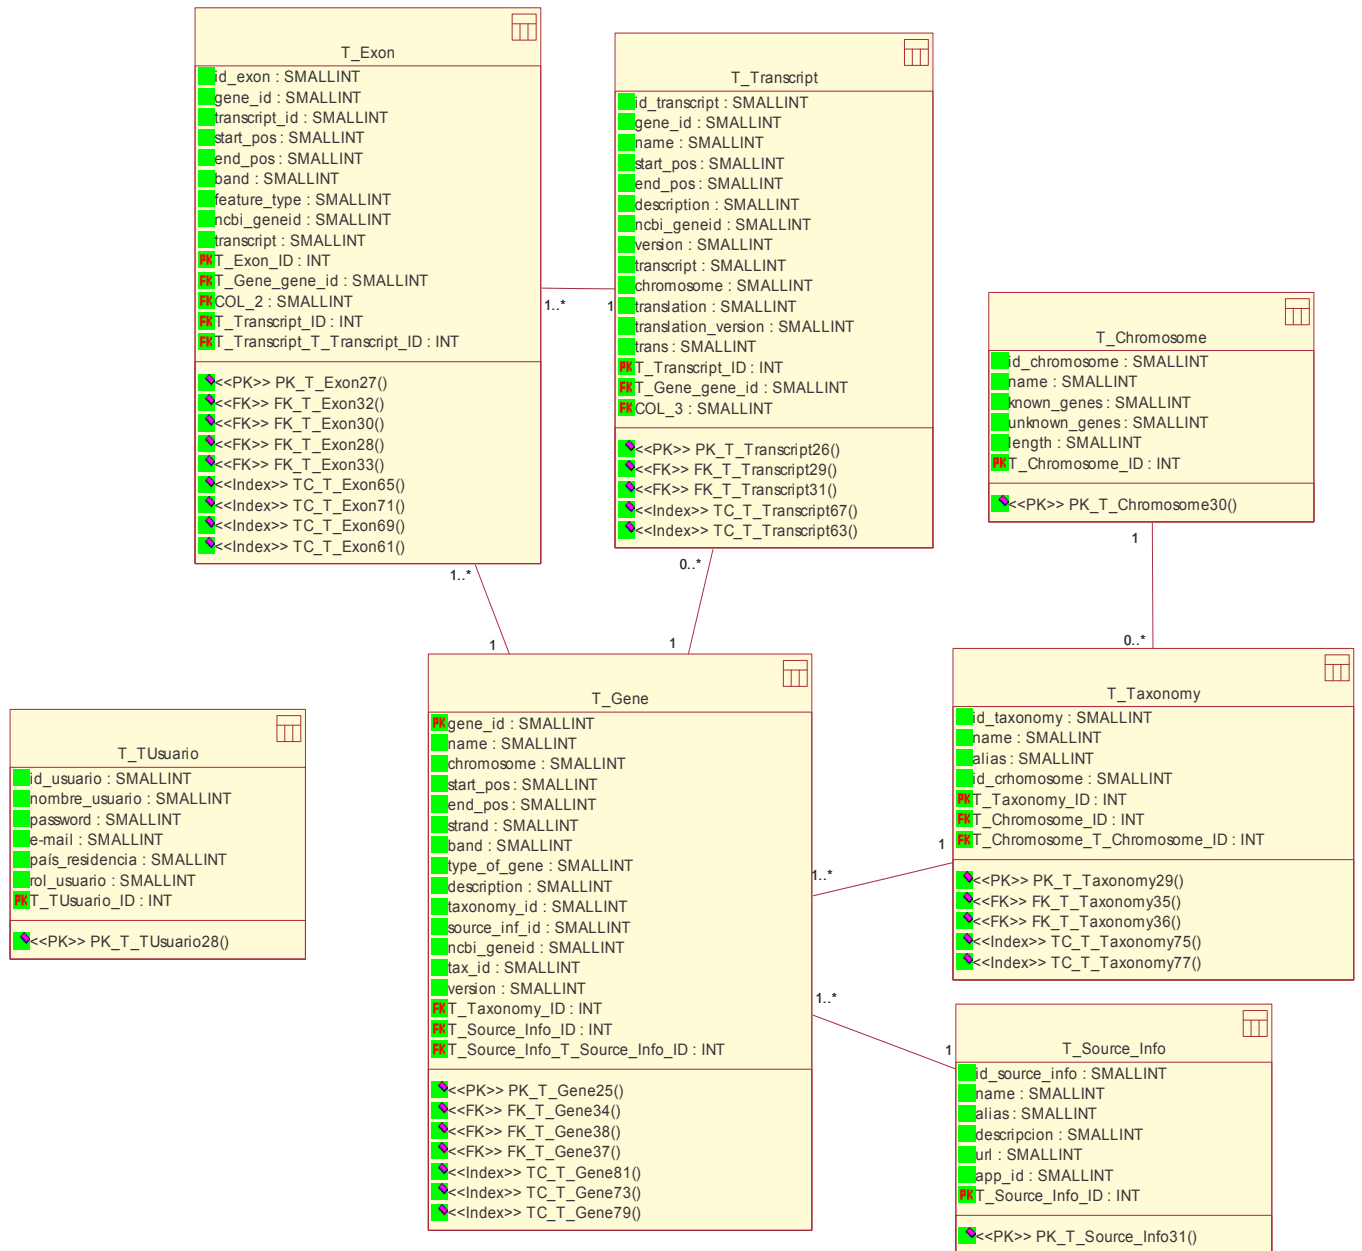 T_Exon
id_exon : SMALLINT
gene_id : SMALLINT
transcript_id : SMALLINT
start_pos : SMALLINT
end_pos : SMALLINT
band : SMALLINT
feature_type : SMALLINT
ncbi_geneid : SMALLINT
transcript : SMALLINT
PK T_Exon_ID : INT
FK T_Gene_gene_id : SMALLINT
FK COL_2 : SMALLINT
FK T_Transcript_ID : INT
FK T_Transcript_T_Transcript_ID : INT
<<PK>> PK_T_Exon27()
<<FK>> FK_T_Exon32()
<<FK>> FK_T_Exon30()
<<FK>> FK_T_Exon28()
<<FK>> FK_T_Exon33()
<<Index>> TC_T_Exon65()
<<Index>> TC_T_Exon71()
<<Index>> TC_T_Exon69()
<<Index>> TC_T_Exon61()
1..*
1
T_Transcript
id_transcript : SMALLINT
gene_id : SMALLINT
name : SMALLINT
start_pos : SMALLINT
end_pos : SMALLINT
description : SMALLINT
ncbi_geneid : SMALLINT
version : SMALLINT
transcript : SMALLINT
chromosome : SMALLINT
translation : SMALLINT
translation_version : SMALLINT
trans : SMALLINT
PK T_Transcript_ID : INT
FK T_Gene_gene_id : SMALLINT
FK COL_3 : SMALLINT
<<PK>> PK_T_Transcript26()
<<FK>> FK_T_Transcript29()
<<FK>> FK_T_Transcript31()
<<Index>> TC_T_Transcript67()
<<Index>> TC_T_Transcript63()
T_Chromosome
id_chromosome : SMALLINT
name : SMALLINT
known_genes : SMALLINT
unknown_genes : SMALLINT
length : SMALLINT
PK T_Chromosome_ID : INT
<<PK>> PK_T_Chromosome30()
1
0..*
1..*
1
0..*
1
T_TUsuario
id_usuario : SMALLINT
nombre_usuario : SMALLINT
password : SMALLINT
e-mail : SMALLINT
país_residencia : SMALLINT
rol_usuario : SMALLINT
PK T_TUsuario_ID : INT
<<PK>> PK_T_TUsuario28()
T_Gene
PK gene_id : SMALLINT
name : SMALLINT
chromosome : SMALLINT
start_pos : SMALLINT
end_pos : SMALLINT
strand : SMALLINT
band : SMALLINT
type_of_gene : SMALLINT
description : SMALLINT
taxonomy_id : SMALLINT
source_inf_id : SMALLINT
ncbi_geneid : SMALLINT
tax_id : SMALLINT
version : SMALLINT
FK T_Taxonomy_ID : INT
FK T_Source_Info_ID : INT
FK T_Source_Info_T_Source_Info_ID : INT
<<PK>> PK_T_Gene25()
<<FK>> FK_T_Gene34()
<<FK>> FK_T_Gene38()
<<FK>> FK_T_Gene37()
<<Index>> TC_T_Gene81()
<<Index>> TC_T_Gene73()
<<Index>> TC_T_Gene79()
1
1..*
1..*
1
T_Taxonomy
id_taxonomy : SMALLINT
name : SMALLINT
alias : SMALLINT
id_crhomosome : SMALLINT
PK T_Taxonomy_ID : INT
FK T_Chromosome_ID : INT
FK T_Chromosome_T_Chromosome_ID : INT
<<PK>> PK_T_Taxonomy29()
<<FK>> FK_T_Taxonomy35()
<<FK>> FK_T_Taxonomy36()
<<Index>> TC_T_Taxonomy75()
<<Index>> TC_T_Taxonomy77()
T_Source_Info
id_source_info : SMALLINT
name : SMALLINT
alias : SMALLINT
descripcion : SMALLINT
url : SMALLINT
app_id : SMALLINT
PK T_Source_Info_ID : INT
<<PK>> PK_T_Source_Info31()